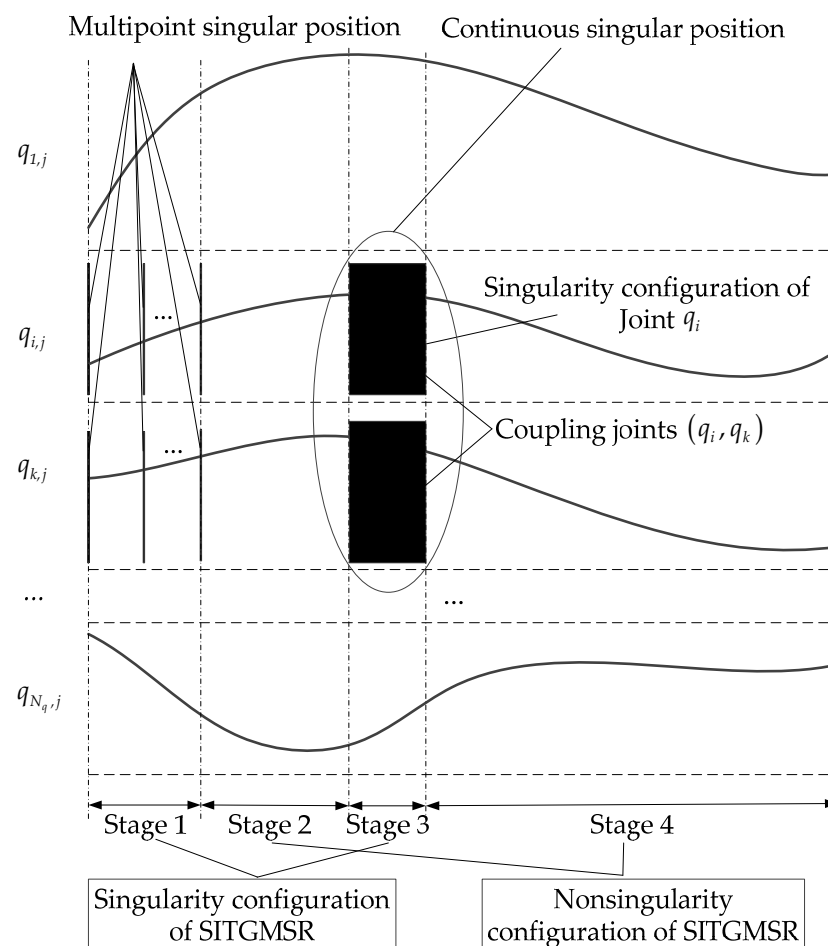 Multipoint singular position
Continuous singular position
q1,j
qi,j
...
Singularity configuration of
Joint qi
qk,j
...
Coupling joints (qi, qk)
...
...
qNq,j
Stage 1
Stage 2
Stage 3
Stage 4
Singularity configuration
of SITGMSR
Nonsingularity
configuration of SITGMSR